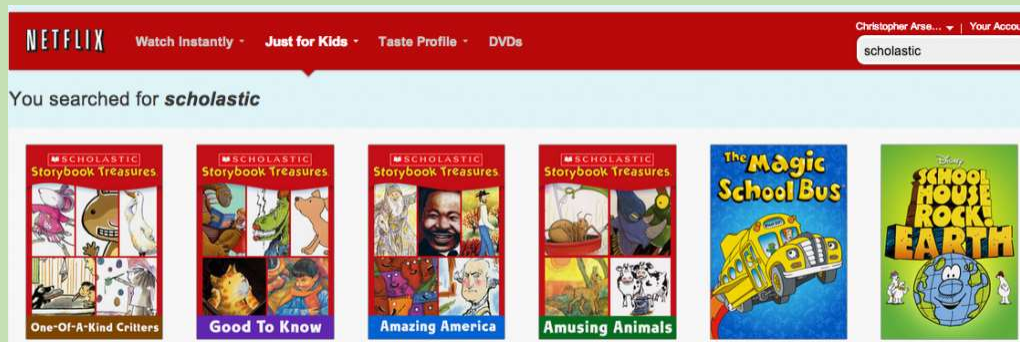 NETFLIX Watch Instantly Just for Kids Taste Profile DVDs
Christopher Arse... | Your Accou
scholastic
You searched for scholastic
SCHOLASTIC
Storybook Treasures
One-Of-A-Kind Critters
SCHOLASTIC
Storybook Treasures
Good To Know
SCHOLASTIC
Storybook Treasures
Amazing America
SCHOLASTIC
Storybook Treasures
Amusing Animals
The Magic
School Bus
Disney
SCHOOL
HOUSE
ROCK!
EARTH